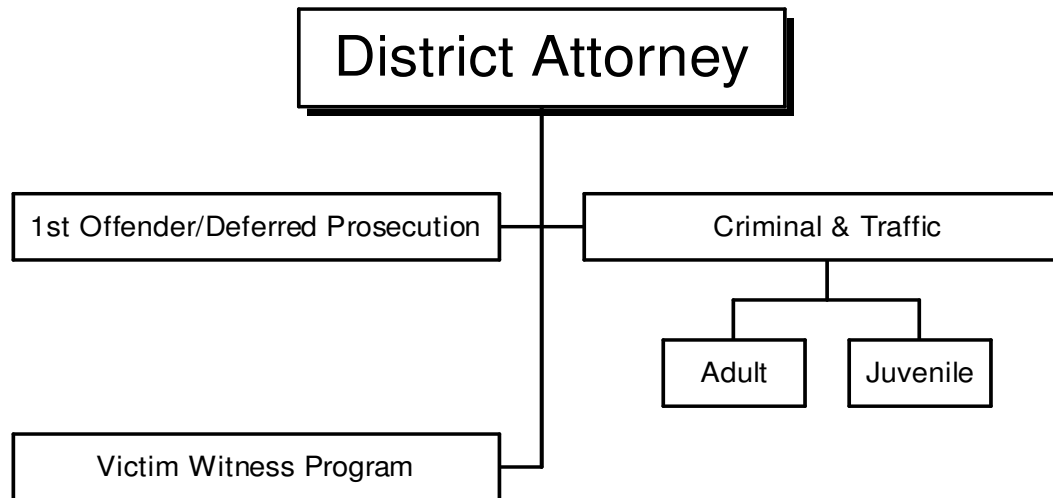 District Attorney
1st Offender/Deferred Prosecution
Criminal & Traffic
Adult
Juvenile
Victim Witness Program